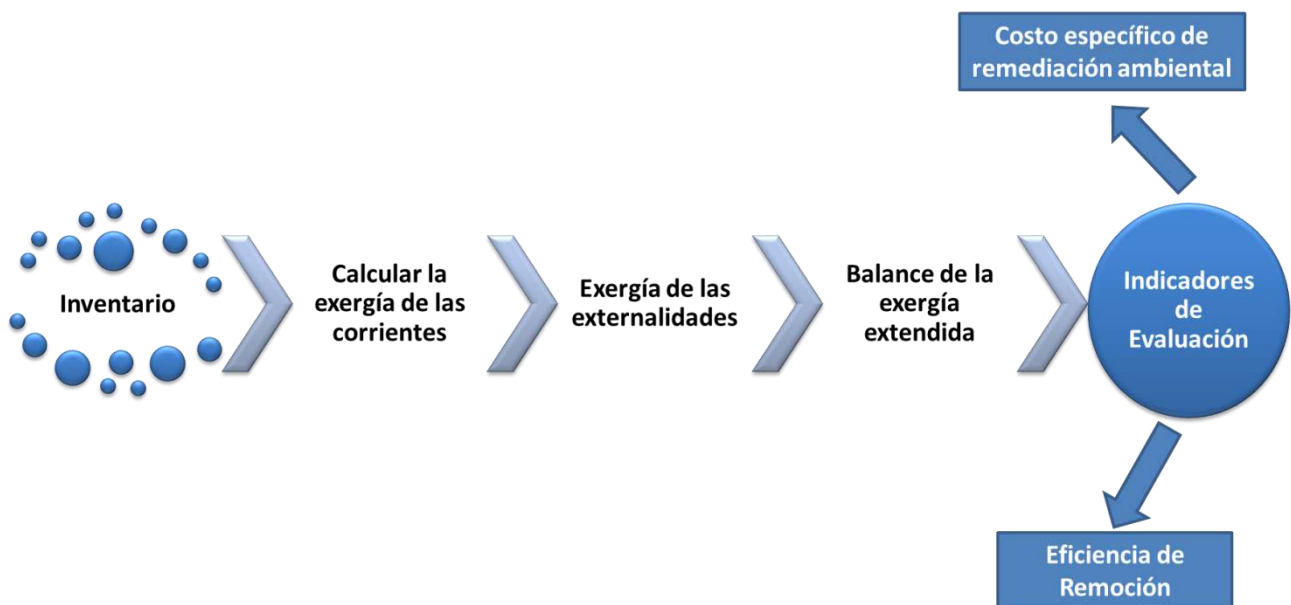 Inventario
Calcular la
exergía de las
corrientes
Exergía de las
externalidades
Balance de la
exergía
extendida
Costo específico de
remediación ambiental
Indicadores
de
Evaluación
Eficiencia de
Remoción